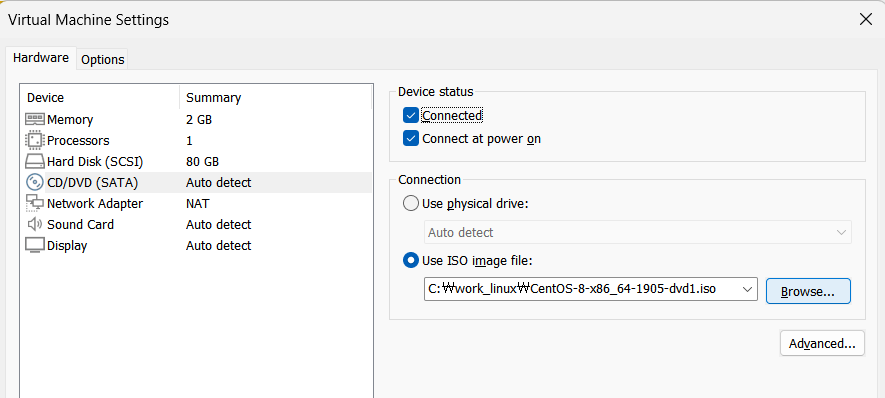 Virtual Machine Settings
Hardware
Options
Device Summary
Memory 2 GB
Processors 1
Hard Disk (SCSI) 80 GB
CD/DVD (SATA) Auto detect
Network Adapter NAT
Sound Card Auto detect
Display Auto detect
Device status
Connected
Connect at power on
Connection
Use physical drive:
Auto detect
Use ISO image file:
C:₩work_linux₩CentOS-8-x86_64-1905-dvd1.iso
Browse...
Advanced...